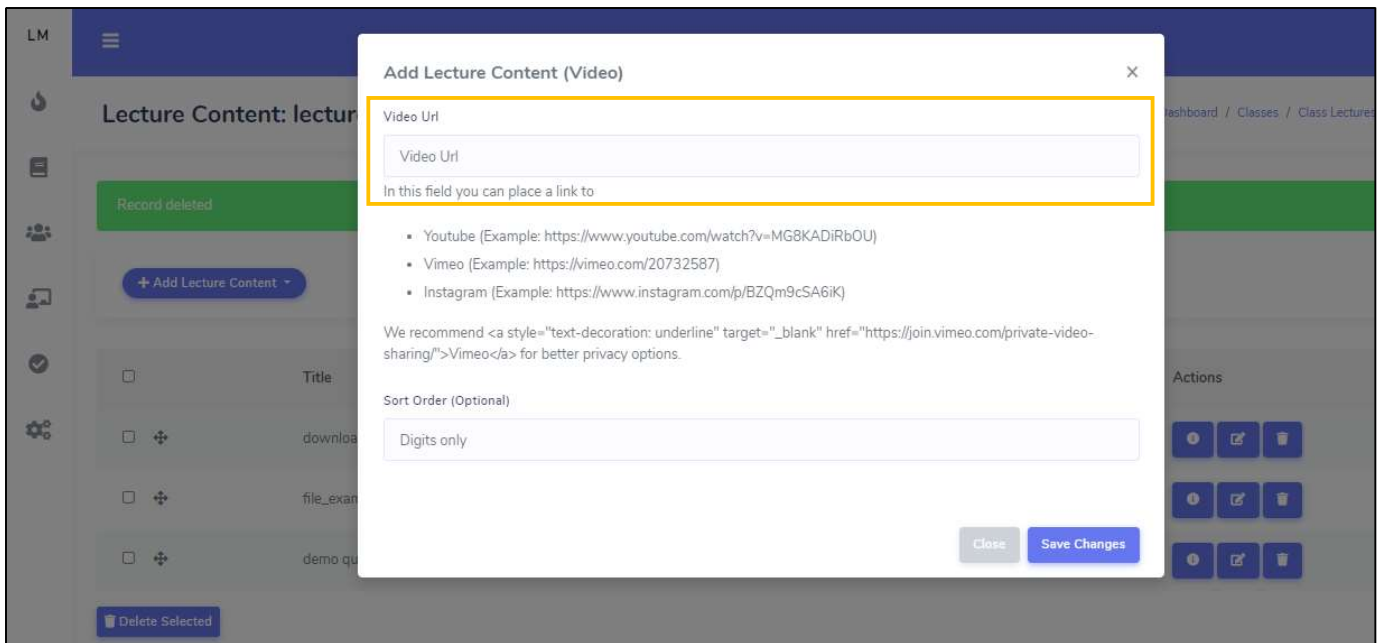 LM
Add Lecture Content (Video)
×
Lecture Content: lectur
Dashboard / Classes / Class Lectures
Video Url
Video Url
In this field you can place a link to
Record deleted
Youtube (Example: https://www.youtube.com/watch?v=MG8KADiRbOU)
Vimeo (Example: https://vimeo.com/20732587)
Instagram (Example: https://www.instagram.com/p/BZQm9cSA6iK)
+ Add Lecture Content
We recommend <a style="text-decoration: underline" target="_blank" href="https://join.vimeo.com/private-video-
sharing/">Vimeo</a> for better privacy options.
Title
Actions
Sort Order (Optional)
Digits only
downloa
file_exam
demo qu
Close
Save Changes
Delete Selected